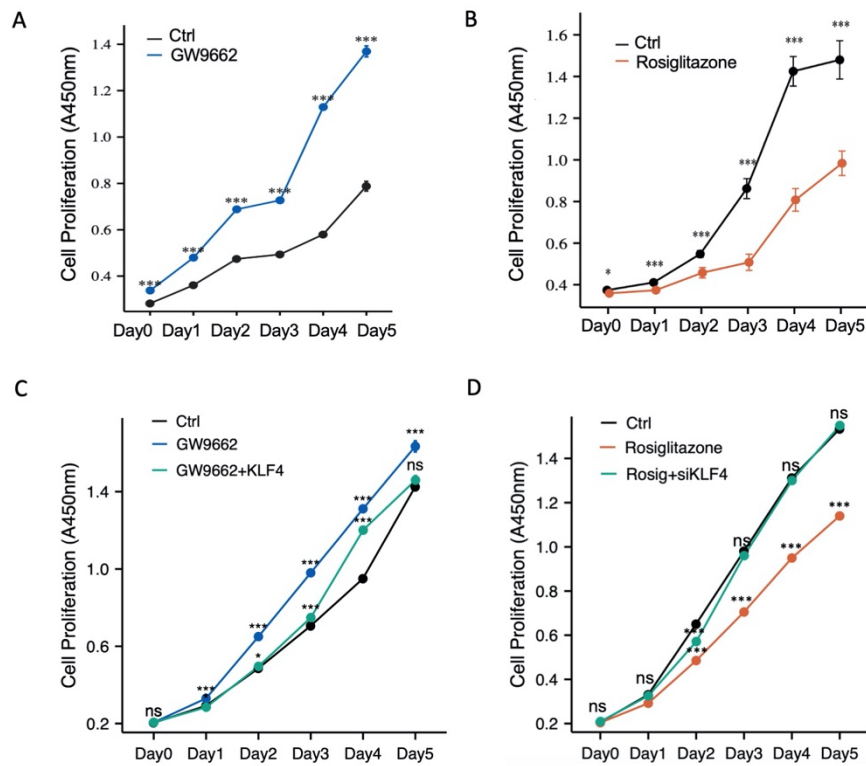 A
Ctrl
GW9662
Cell Proliferation (A450nm)
1.4
1.2
1.0
0.8
0.6
0.4
***
***
***
***
***
***
Day0 Day1 Day2 Day3 Day4 Day5
B
Ctrl
Rosiglitazone
Cell Proliferation (A450nm)
1.6
1.4
1.2
1.0
0.8
0.6
0.4
*
***
***
***
***
***
Day0 Day1 Day2 Day3 Day4 Day5
C
Ctrl
GW9662
GW9662+KLF4
Cell Proliferation (A450nm)
1.4
1.0
0.6
0.2
ns
***
***
*
***
***
***
***
***
ns
Day0 Day1 Day2 Day3 Day4 Day5
D
Ctrl
Rosiglitazone
Rosig+siKLF4
Cell Proliferation (A450nm)
1.4
1.2
1.0
0.8
0.6
0.4
0.2
ns
ns
***
***
ns
***
ns
***
ns
***
Day0 Day1 Day2 Day3 Day4 Day5